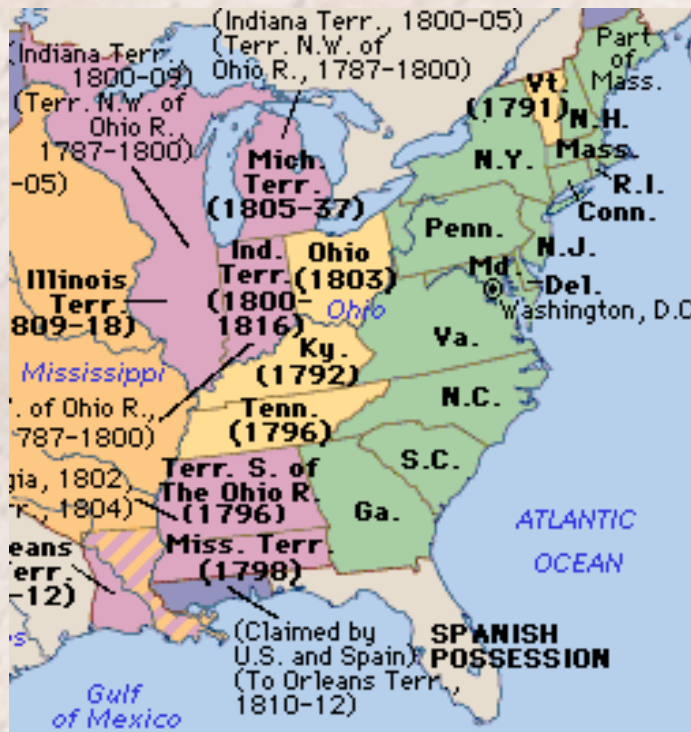 (Indiana Terr., 1800-05)
(Terr. N.W. of
Ohio R., 1787-1800)
(Indiana Terr.
1800-09)
(Terr. N.W. of
Ohio R.,
1787-1800)
-05)
Part
of
Mass.
Vt.
(1791)
N.H.
Mass.
R.I.
Conn.
N.Y.
Mich.
Terr.
(1805-37)
Penn.
N.J.
Ind.
Terr.
(1800-
1816)
Ohio
(1803)
Ohio
Md.
Del.
Washington, D.C
Illinois
Terr.
809-18)
Va.
Ky.
(1792)
Mississippi
N.C.
. of Ohio R.,
787-1800)
Tenn.
(1796)
S.C.
Terr. S. of
The Ohio R.
(1796)
gia, 1802,
rr., 1804)
Ga.
ATLANTIC
OCEAN
Miss. Terr.
(1798)
eans
Terr.
-12)
os
(Claimed by
U.S. and Spain)
(To Orleans Terr.,
1810-12)
SPANISH
POSSESSION
Gulf
of Mexico